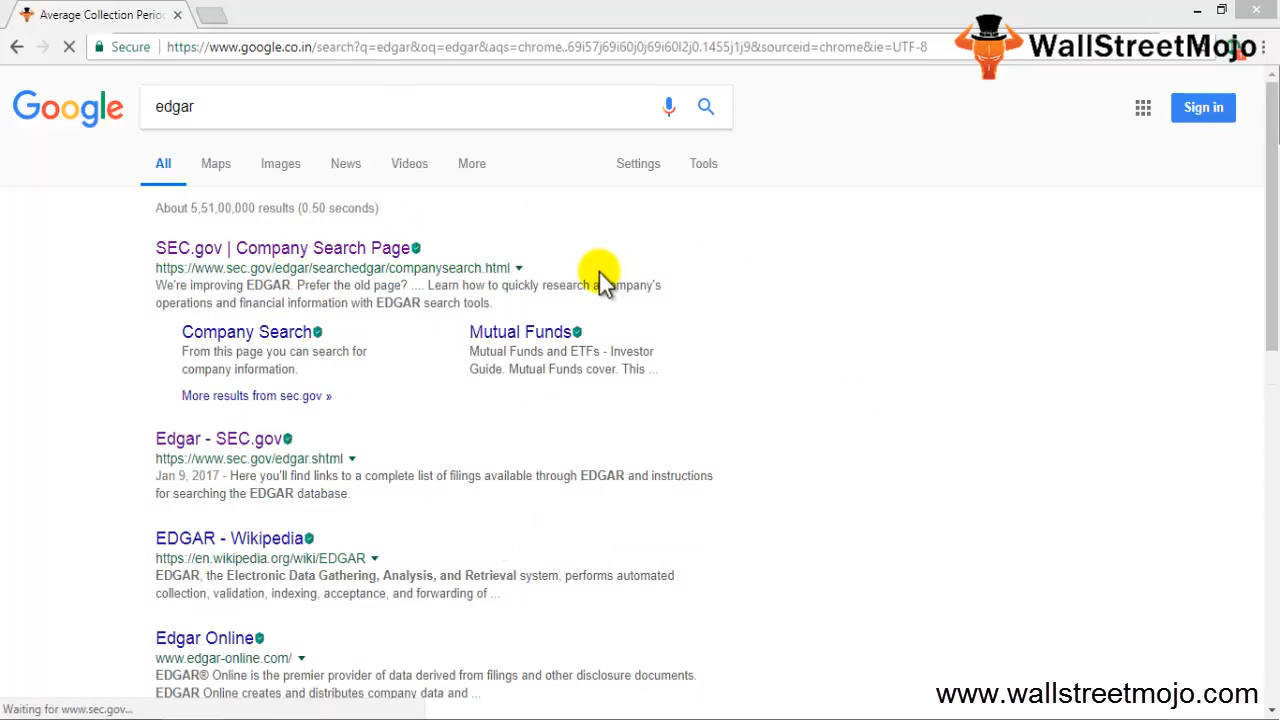 Average Collection Perio
WallStreetMojo
Secure
https://www.google.com/search?q=edgar&oq=edgar&aqs=chrome..69i57j69i60j0j69i60l2j0.1455j1j9&sourceid=chrome&ie=UTF-8
Google
edgar
Sign in
All Maps Images News Videos More Settings Tools
About 5,51,00,000 results (0.50 seconds)
SEC.gov | Company Search Page
https://www.sec.gov/edgar/searchedgar/companysearch.html
We're improving EDGAR. Prefer the old page? .... Learn how to quickly research a company's
operations and financial information with EDGAR search tools.
Company Search
From this page you can search for
company information.
Mutual Funds
Mutual Funds and ETFs - Investor
Guide. Mutual Funds cover. This ...
More results from sec.gov »
Edgar - SEC.gov
https://www.sec.gov/edgar.shtml
Jan 9, 2017 - Here you'll find links to a complete list of filings available through EDGAR and instructions
for searching the EDGAR database.
EDGAR - Wikipedia
https://en.wikipedia.org/wiki/EDGAR
EDGAR, the Electronic Data Gathering, Analysis, and Retrieval system, performs automated
collection, validation, indexing, acceptance, and forwarding of ...
Edgar Online
www.edgar-online.com/
EDGAR® Online is the premier provider of data derived from filings and other disclosure documents.
EDGAR Online creates and distributes company data and ...
Waiting for www.sec.gov...
www.wallstreetmojo.com